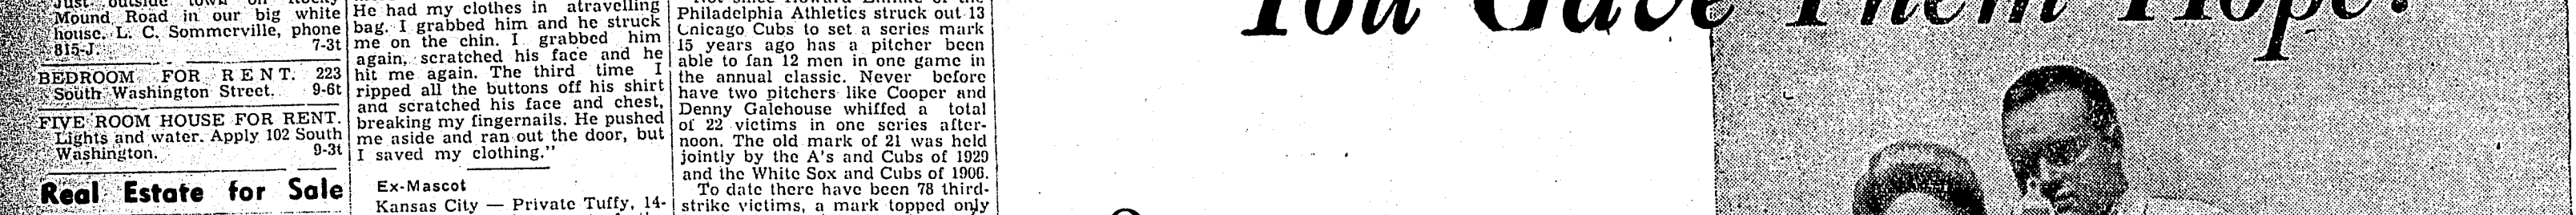 Just outside town on Rocky
Mound Road in our big white
house. L. C. Sommerville, phone
815-J. 7-3t
BEDROOM FOR RENT. 223
South Washington Street. 9-6t
FIVE ROOM HOUSE FOR RENT.
Lights and water. Apply 102 South
Washington. 9-3t
Real Estate for Sale
He had my clothes in atravelling
bag. I grabbed him and he struck
me on the chin. I grabbed him
again, scratched his face and he
hit me again. The third time I
ripped all the buttons off his shirt
and scratched his face and chest,
breaking my fingernails. He pushed
me aside and ran out the door, but
I saved my clothing."
Ex-Mascot
Kansas City — Private Tuffy, 14-
Philadelphia Athletics struck out 13
Chicago Cubs to set a series mark
15 years ago has a pitcher been
able to fan 12 men in one game in
the annual classic. Never before
have two pitchers like Cooper and
Denny Galehouse whiffed a total
of 22 victims in one series after-
noon. The old mark of 21 was held
jointly by the A's and Cubs of 1929
and the White Sox and Cubs of 1906.
To date there have been 78 third-
strike victims, a mark topped only
You Gave Them Hope!